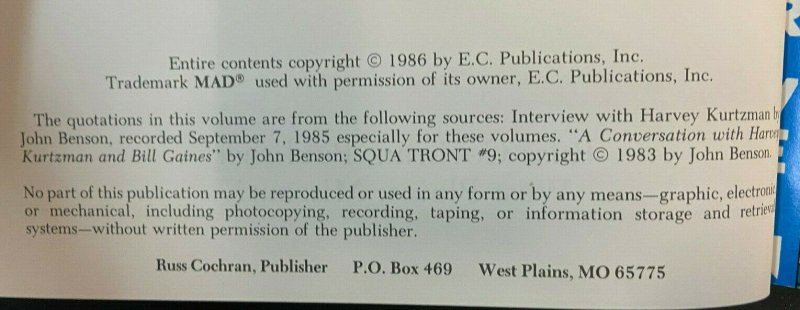 Entire contents copyright © 1986 by E.C. Publications, Inc.
Trademark MAD® used with permission of its owner, E.C. Publications, Inc.
The quotations in this volume are from the following sources: Interview with Harvey Kurtzman b
John Benson, recorded September 7, 1985 especially for these volumes. "A Conversation with Harv
Kurtzman and Bill Gaines" by John Benson; SQUA TRONT #9; copyright © 1983 by John Benson.
No part of this publication may be reproduced or used in any form or by any means—graphic, electronic
or mechanical, including photocopying, recording, taping, or information storage and retrieval
systems—without written permission of the publisher.
Russ Cochran, Publisher P.O. Box 469 West Plains, MO 65775